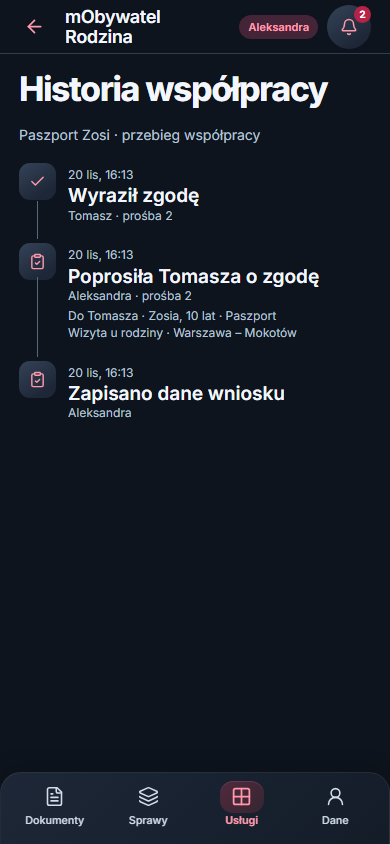 mObywatel
Rodzina
Aleksandra
2
Historia współpracy
Paszport Zosi · przebieg współpracy
20 lis, 16:13
Wyraził zgodę
Tomasz · prośba 2
20 lis, 16:13
Poprosiła Tomasza o zgodę
Aleksandra · prośba 2
Do Tomasza · Zosia, 10 lat · Paszport
Wizyta u rodziny · Warszawa – Mokotów
20 lis, 16:13
Zapisano dane wniosku
Aleksandra
Dokumenty
Sprawy
Usługi
Dane